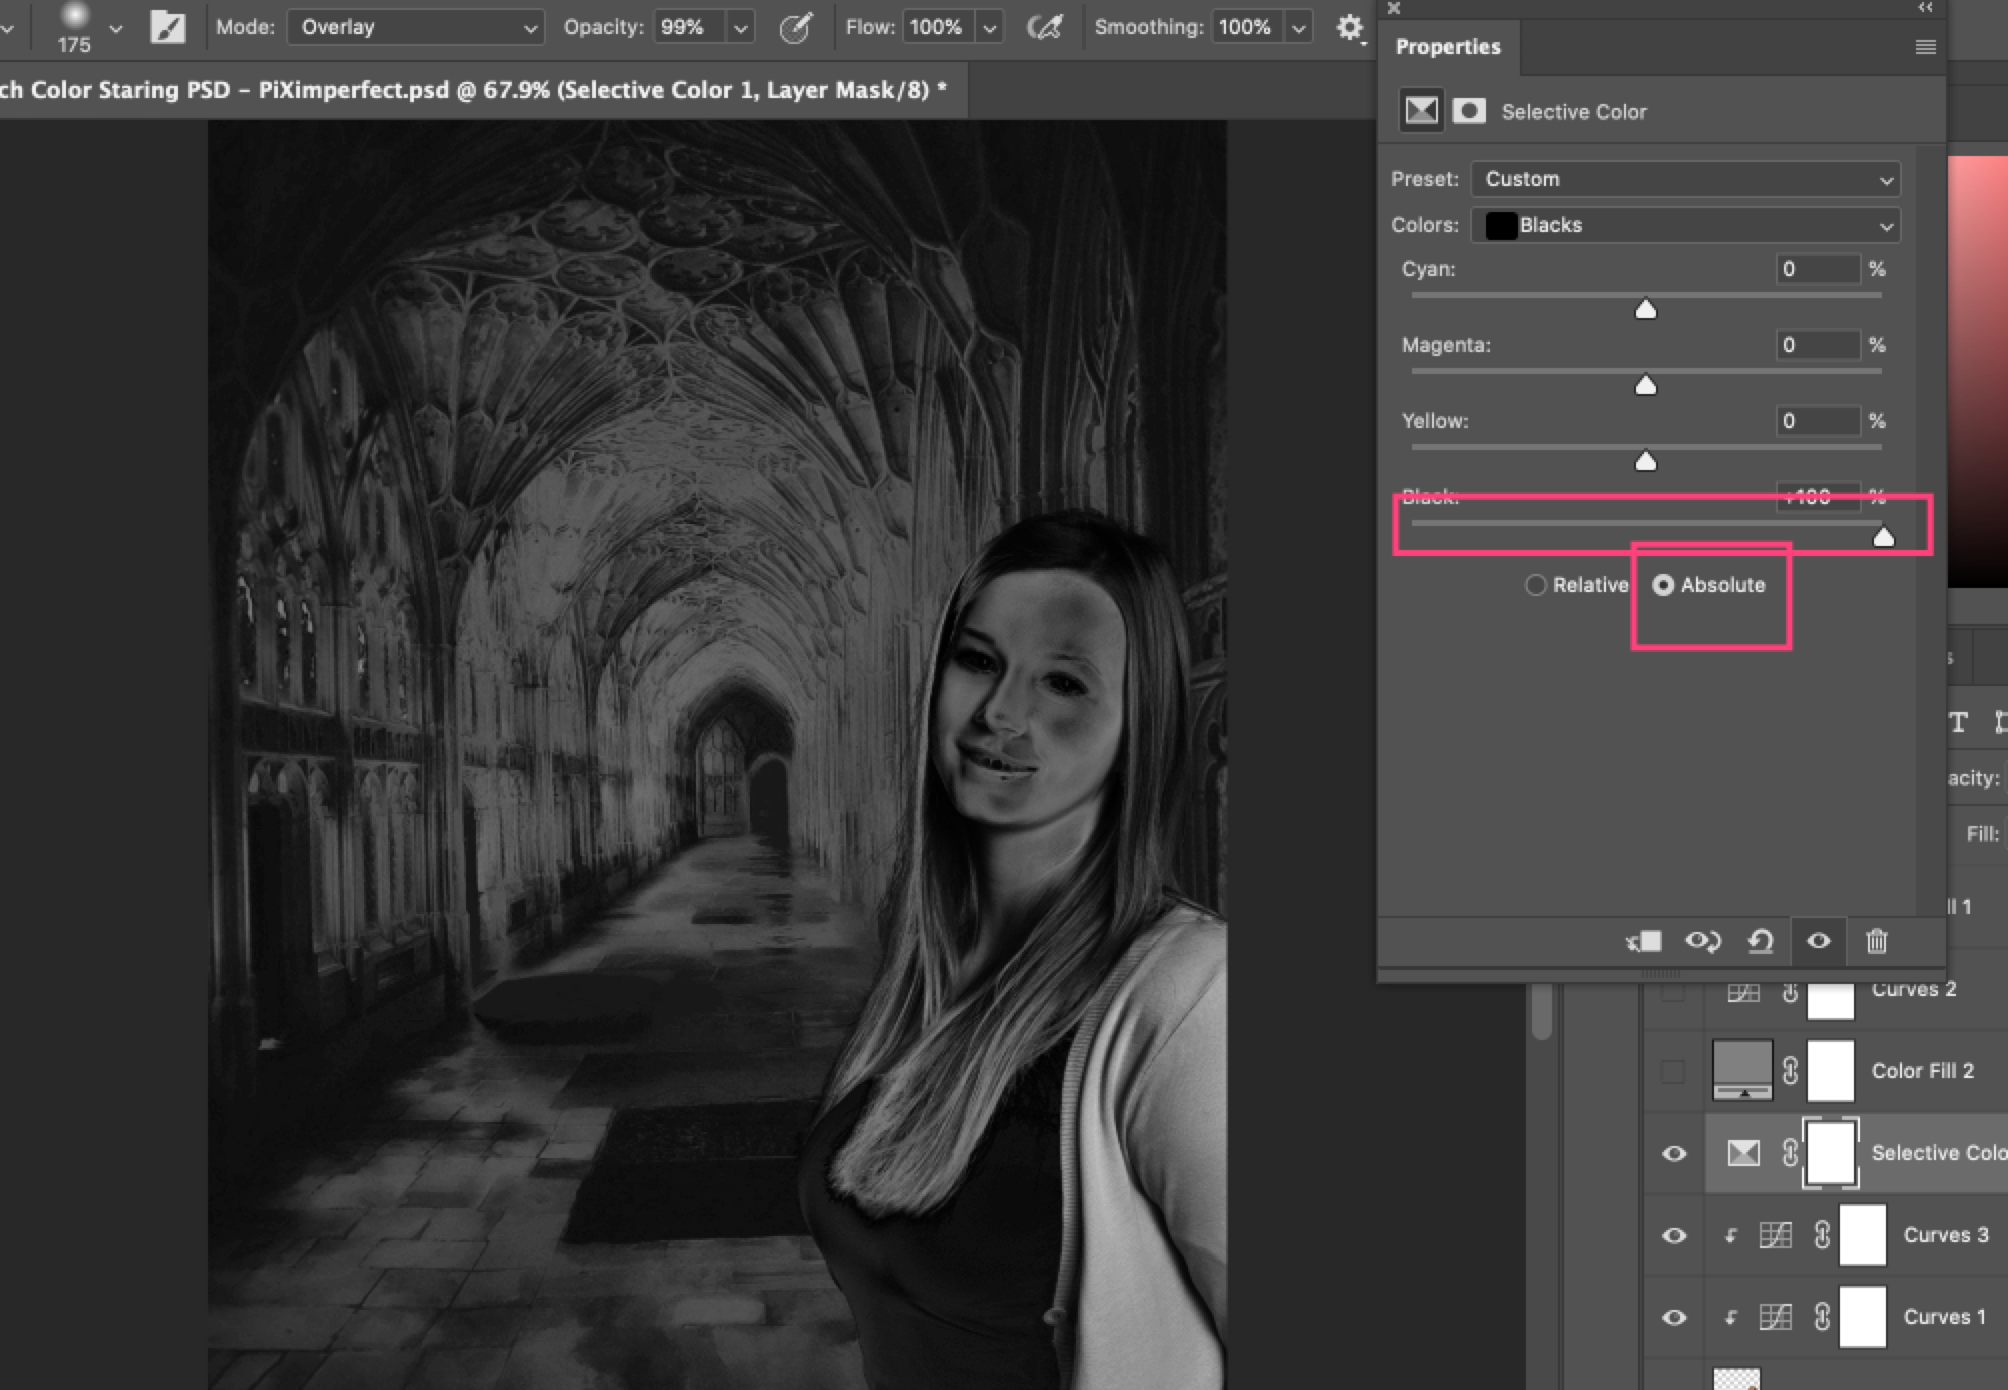 175
Mode: Overlay
Opacity: 99%
Flow: 100%
Smoothing: 100%
ch Color Staring PSD – PiXimperfect.psd @ 67.9% (Selective Color 1, Layer Mask/8) *
Properties
Selective Color
Preset: Custom
Colors: Blacks
Cyan: 0 %
Magenta: 0 %
Yellow: 0 %
Black: +100 %
Relative Absolute
s
T
acity:
Fill:
ll 1
Curves 2
Color Fill 2
Selective Colo
Curves 3
Curves 1